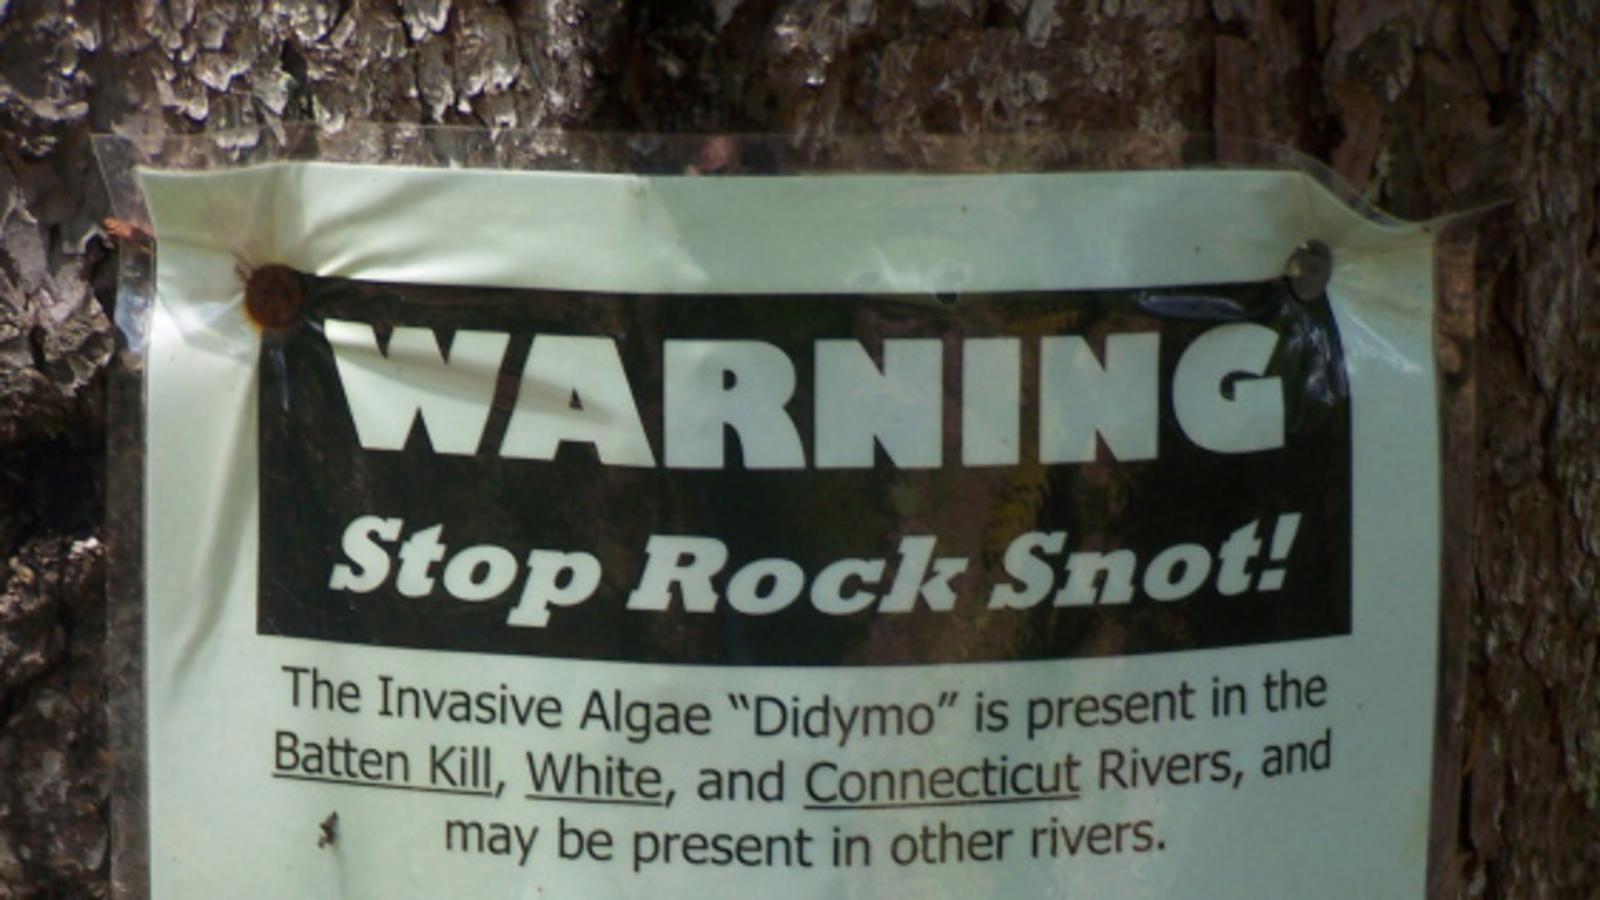 WARNING
Stop Rock Snot!
The Invasive Algae “Didymo” is present in the
Batten Kill, White, and Connecticut Rivers, and
may be present in other rivers.